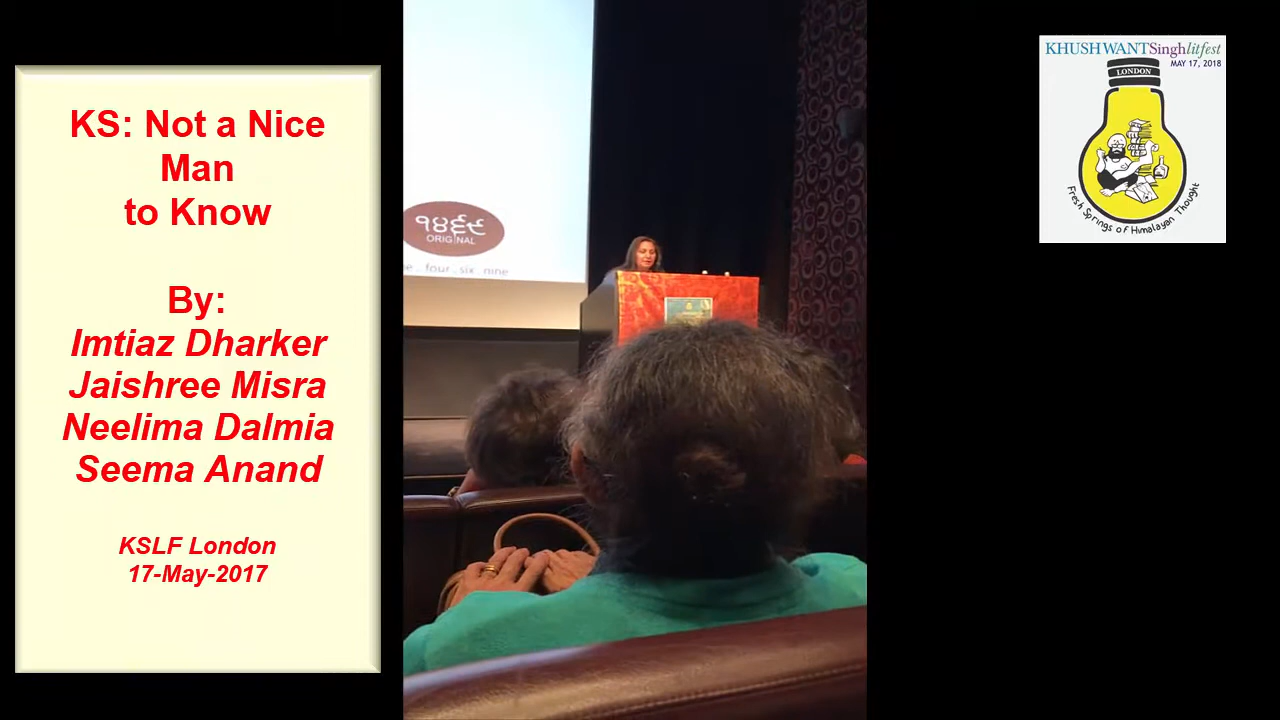 KS: Not a Nice
Man
to Know
By:
Imtiaz Dharker
Jaishree Misra
Neelima Dalmia
Seema Anand
KSLF London
17-May-2017
੧੪੬੯
ORIGINAL
four . six . nine
KHUSHWANTSinghlitfest
MAY 17, 2018
LONDON
Fresh Springs of Himalayan Thought